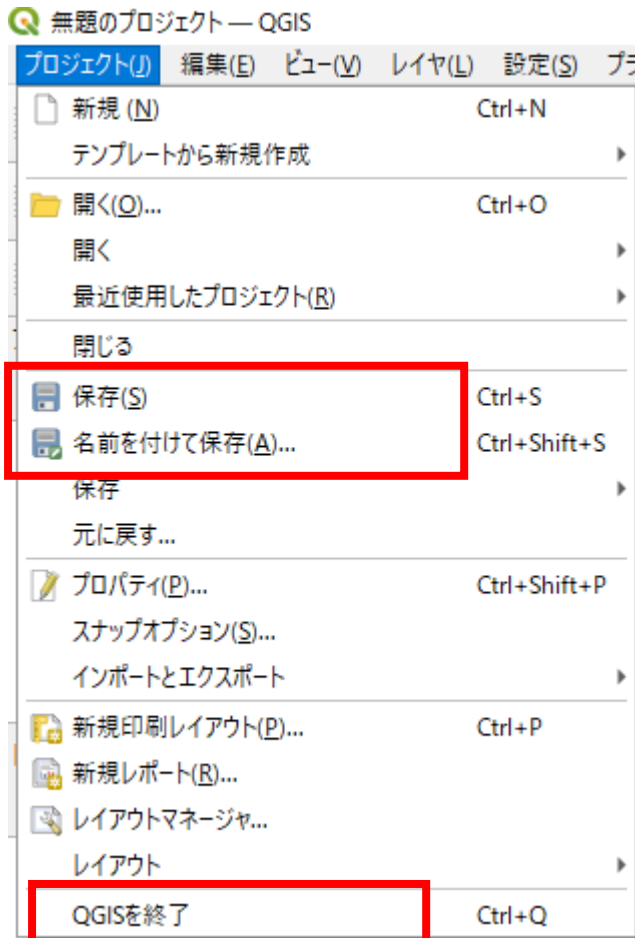 無題のプロジェクト — QGIS
プロジェクト(J) 編集(E) ビュー(V) レイヤ(L) 設定(S) プラ
新規 (N) Ctrl+N
テンプレートから新規作成
開く(O)... Ctrl+O
開く
最近使用したプロジェクト(R)
閉じる
保存(S) Ctrl+S
名前を付けて保存(A)... Ctrl+Shift+S
保存
元に戻す...
プロパティ(P)... Ctrl+Shift+P
スナップオプション(S)...
インポートとエクスポート
新規印刷レイアウト(P)... Ctrl+P
新規レポート(R)...
レイアウトマネージャ...
レイアウト
QGISを終了 Ctrl+Q